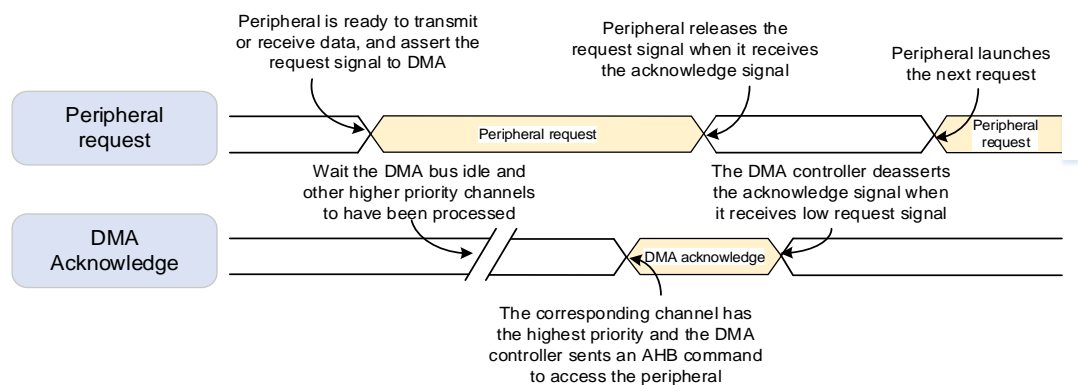 Peripheral is ready to transmit
or receive data, and assert the
request signal to DMA
Peripheral releases the
request signal when it receives
the acknowledge signal
Peripheral launches
the next request
Peripheral
request
Peripheral request
Peripheral
request
Wait the DMA bus idle and
other higher priority channels
to have been processed
The DMA controller deasserts
the acknowledge signal when
it receives low request signal
DMA
Acknowledge
DMA acknowledge
The corresponding channel has
the highest priority and the DMA
controller sents an AHB command
to access the peripheral